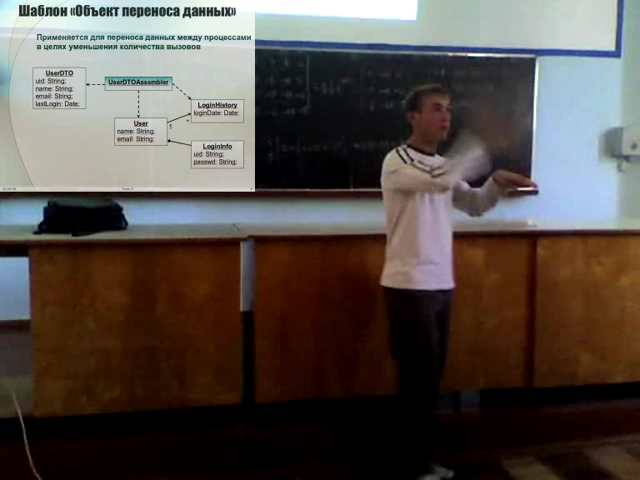 Шаблон «Объект переноса данных»
Применяется для переноса данных между процессами
в целях уменьшения количества вызовов
UserDTO
uid: String;
name: String;
email: String;
lastLogin: Date;
UserDTOAssembler
LoginHistory
loginDate: Date;
User
name: String;
email: String;
1
*
LoginInfo
uid: String;
passwd: String;